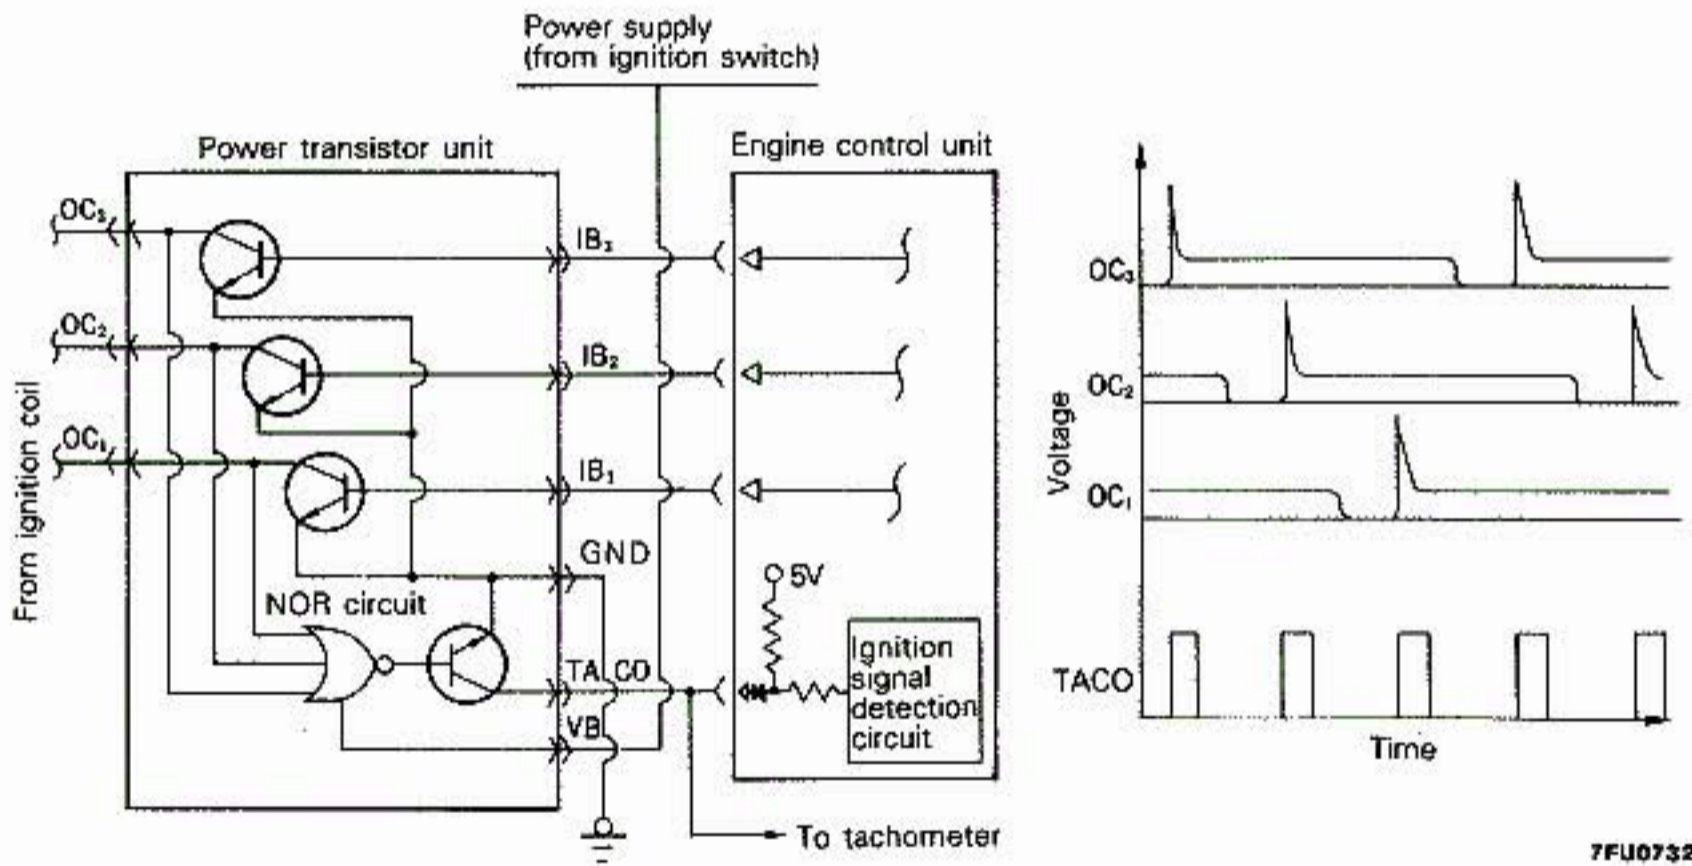 Power supply
(from ignition switch)
Power transistor unit
Engine control unit
OC₃
IB₃
OC₂
IB₂
OC₁
IB₁
From ignition coil
GND
NOR circuit
5V
TACO
Ignition
signal
detection
circuit
VB
To tachometer
Voltage
OC₃
OC₂
OC₁
TACO
Time
7FU0732